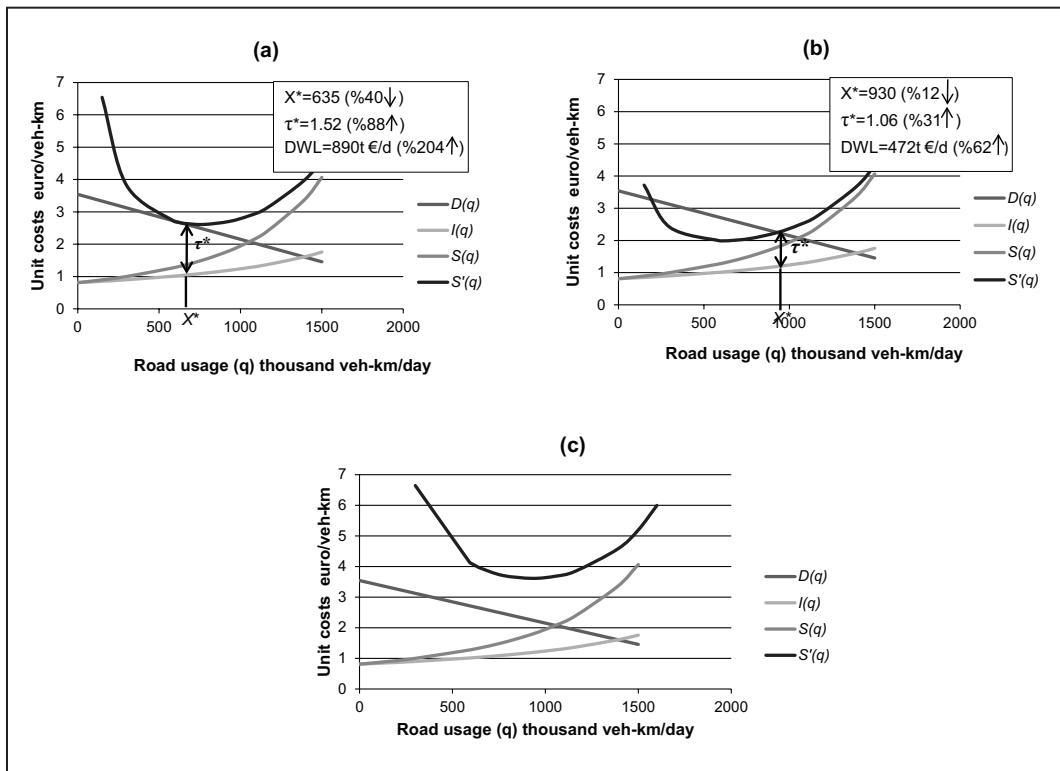 (a)
Unit costs euro/veh-km
7
6
5
4
3
2
1
0
X*=635 (%40↓)
τ*=1.52 (%88↑)
DWL=890t €/d (%204↑)
τ*
X*
0
500
1000
1500
2000
Road usage (q) thousand veh-km/day
D(q)
I(q)
S(q)
S'(q)
(b)
Unit costs euro/veh-km
7
6
5
4
3
2
1
0
X*=930 (%12↓)
τ*=1.06 (%31↑)
DWL=472t €/d (%62↑)
τ*
X*
0
500
1000
1500
2000
Road usage (q) thousand veh-km/day
D(q)
I(q)
S(q)
S'(q)
(c)
Unit costs euro/veh-km
7
6
5
4
3
2
1
0
0
500
1000
1500
2000
Road usage (q) thousand veh-km/day
D(q)
I(q)
S(q)
S'(q)